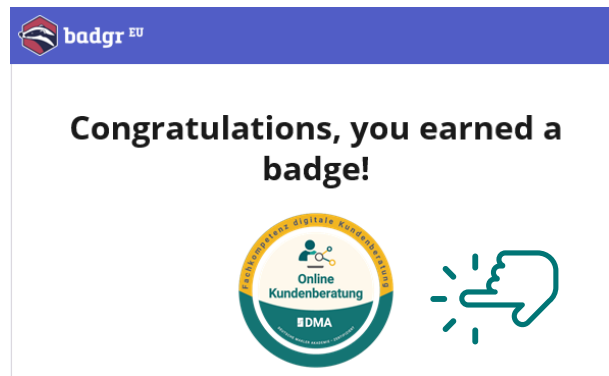 badgr EU
Congratulations, you earned a
badge!
Fachkompetenz digitale Kundenberatung
Online
Kundenberatung
DMA